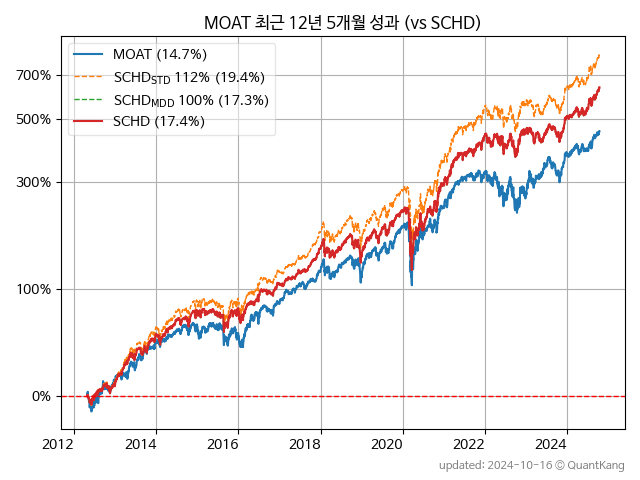 MOAT 최근 12년 5개월 성과 (vs SCHD)
MOAT (14.7%)
SCHD_STD 112% (19.4%)
SCHD_MDD 100% (17.3%)
SCHD (17.4%)
700%
500%
300%
100%
0%
2012 2014 2016 2018 2020 2022 2024
updated: 2024-10-16 © QuantKang